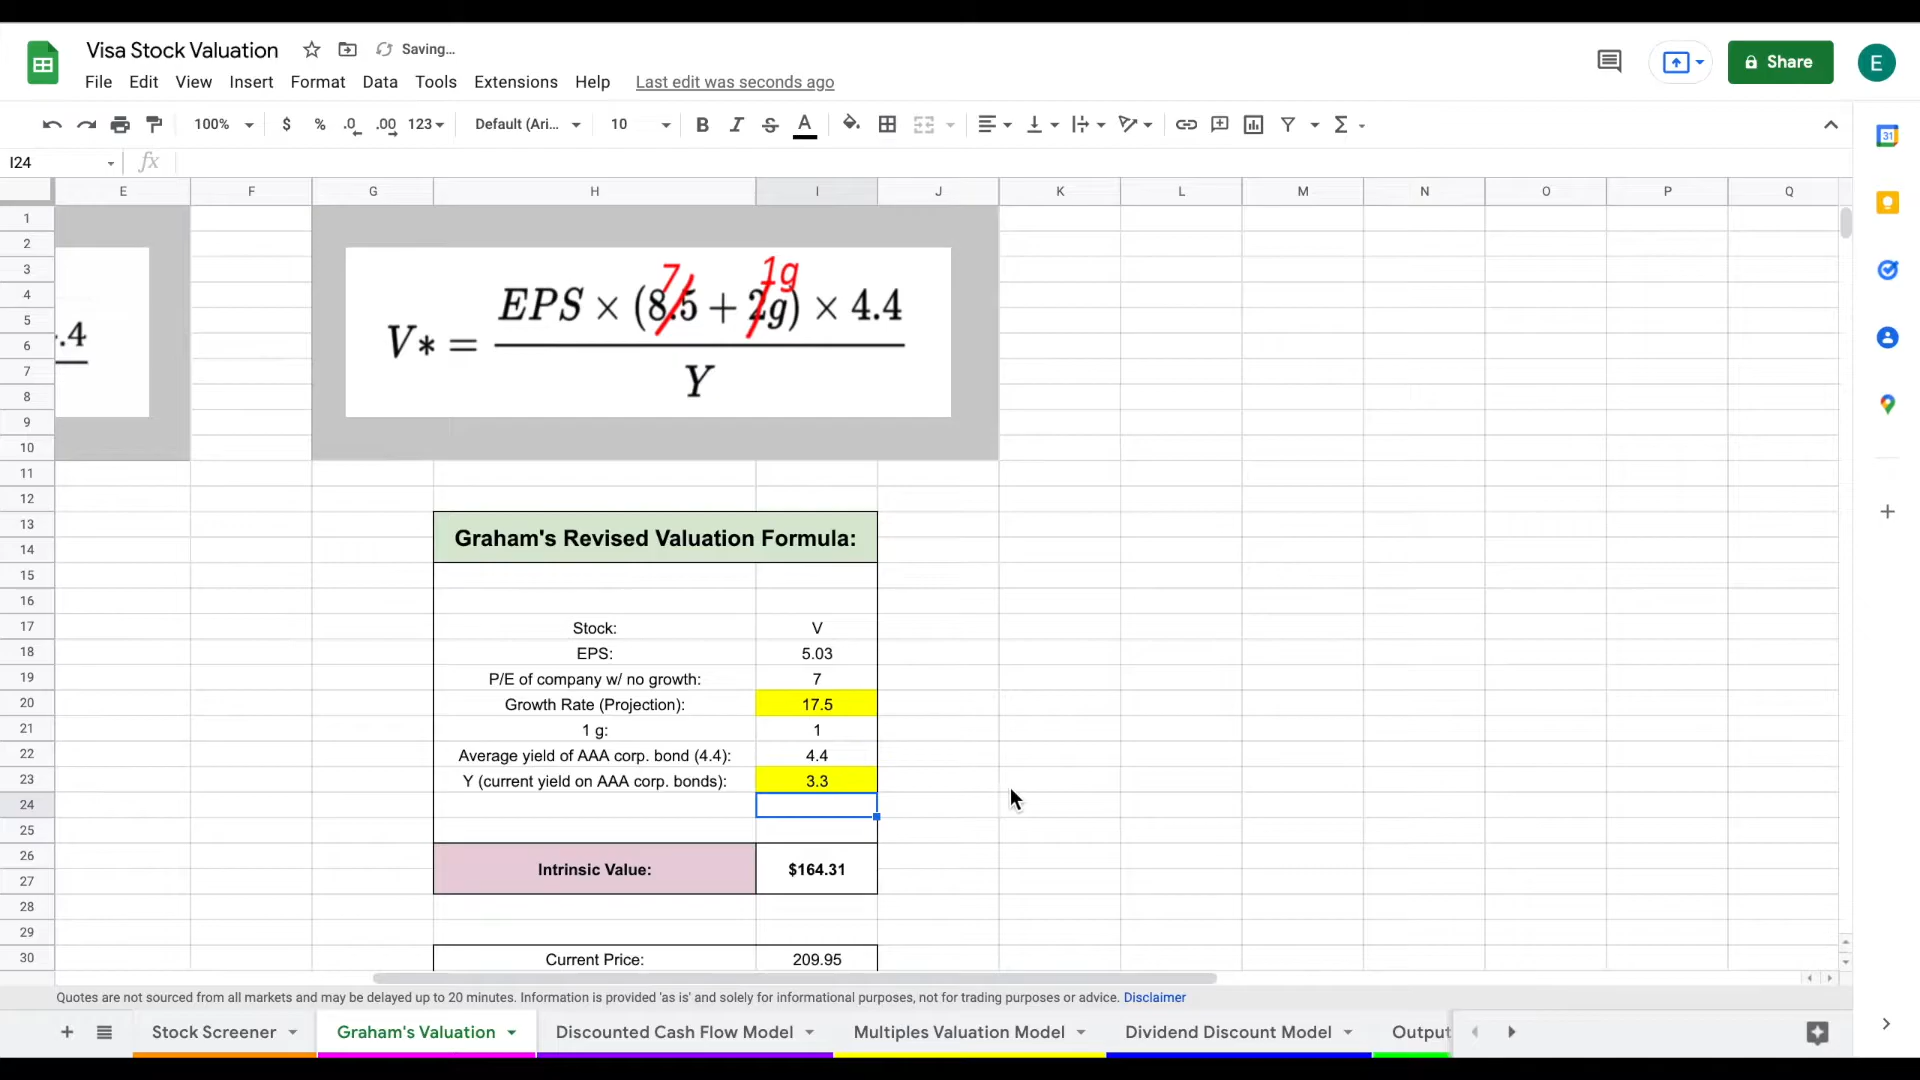 Visa Stock Valuation
Saving...
File Edit View Insert Format Data Tools Extensions Help Last edit was seconds ago
Share
E
100% $ % .0 .00 123 Default (Ari... 10 B I S A
I24 fx
31
E F G H I J K L M N O P Q
1
2
3
4
5
6
7
8
9
10
11
12
13
14
15
16
17
18
19
20
21
22
23
24
25
26
27
28
29
30
.4
7 1g
EPS × (8.5 + 2g) × 4.4
V* =
Y
Graham's Revised Valuation Formula:
Stock: V
EPS: 5.03
P/E of company w/ no growth: 7
Growth Rate (Projection): 17.5
1 g: 1
Average yield of AAA corp. bond (4.4): 4.4
Y (current yield on AAA corp. bonds): 3.3
Intrinsic Value: $164.31
Current Price: 209.95
Quotes are not sourced from all markets and may be delayed up to 20 minutes. Information is provided 'as is' and solely for informational purposes, not for trading purposes or advice. Disclaimer
Stock Screener Graham's Valuation Discounted Cash Flow Model Multiples Valuation Model Dividend Discount Model Output